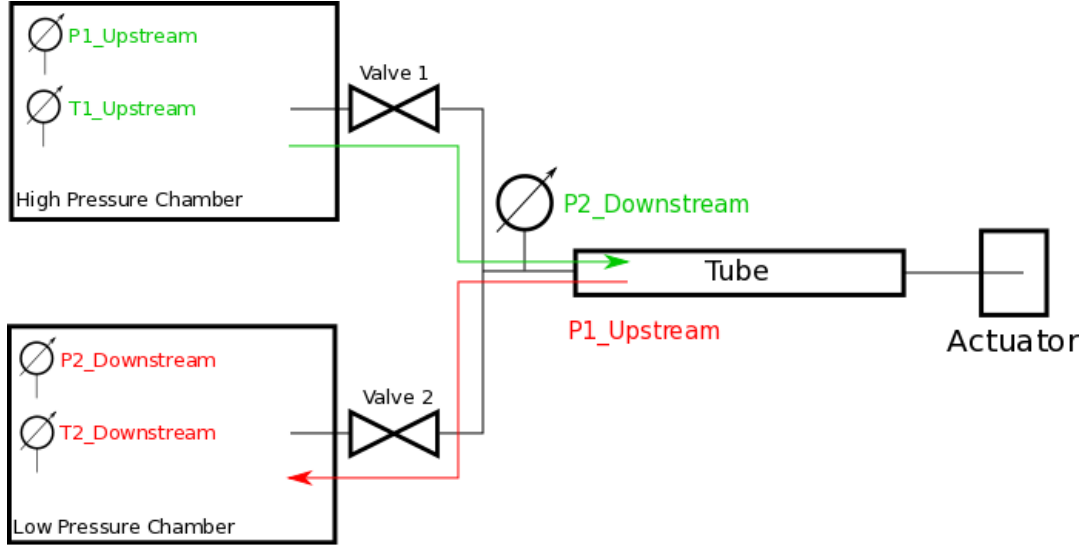 P1_Upstream
T1_Upstream
High Pressure Chamber
Valve 1
P2_Downstream
Tube
P1_Upstream
Actuator
P2_Downstream
T2_Downstream
Low Pressure Chamber
Valve 2